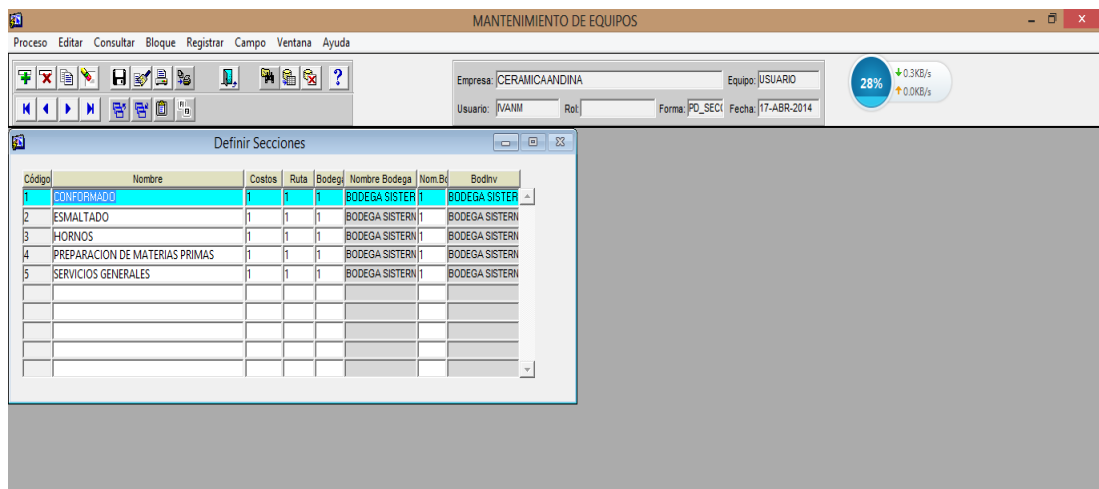 MANTENIMIENTO DE EQUIPOS
Proceso Editar Consultar Bloque Registrar Campo Ventana Ayuda
Empresa: CERAMICAANDINA Equipo: USUARIO
Usuario: IVANM Rol: Forma: PD_SEC( Fecha: 17-ABR-2014
28% 0.3KB/s
0.0KB/s
Definir Secciones
Código Nombre Costos Ruta Bodeg Nombre Bodega Nom.Bo BodInv
1 CONFORMADO 1 1 1 BODEGA SISTER 1 BODEGA SISTER
2 ESMALTADO 1 1 1 BODEGA SISTERN 1 BODEGA SISTERN
3 HORNOS 1 1 1 BODEGA SISTERN 1 BODEGA SISTERN
4 PREPARACION DE MATERIAS PRIMAS 1 1 1 BODEGA SISTERN 1 BODEGA SISTERN
5 SERVICIOS GENERALES 1 1 1 BODEGA SISTERN 1 BODEGA SISTERN